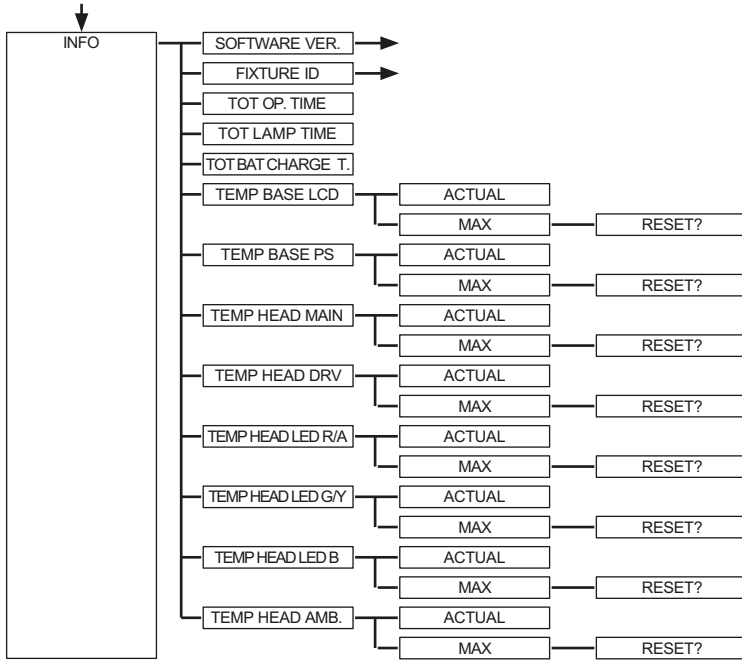 INFO
SOFTWARE VER.
FIXTURE ID
TOT OP. TIME
TOT LAMP TIME
TOT BAT CHARGE T.
TEMP BASE LCD
ACTUAL
MAX
RESET?
TEMP BASE PS
ACTUAL
MAX
RESET?
TEMP HEAD MAIN
ACTUAL
MAX
RESET?
TEMP HEAD DRV
ACTUAL
MAX
RESET?
TEMP HEAD LED R/A
ACTUAL
MAX
RESET?
TEMP HEAD LED G/Y
ACTUAL
MAX
RESET?
TEMP HEAD LED B
ACTUAL
MAX
RESET?
TEMP HEAD AMB.
ACTUAL
MAX
RESET?